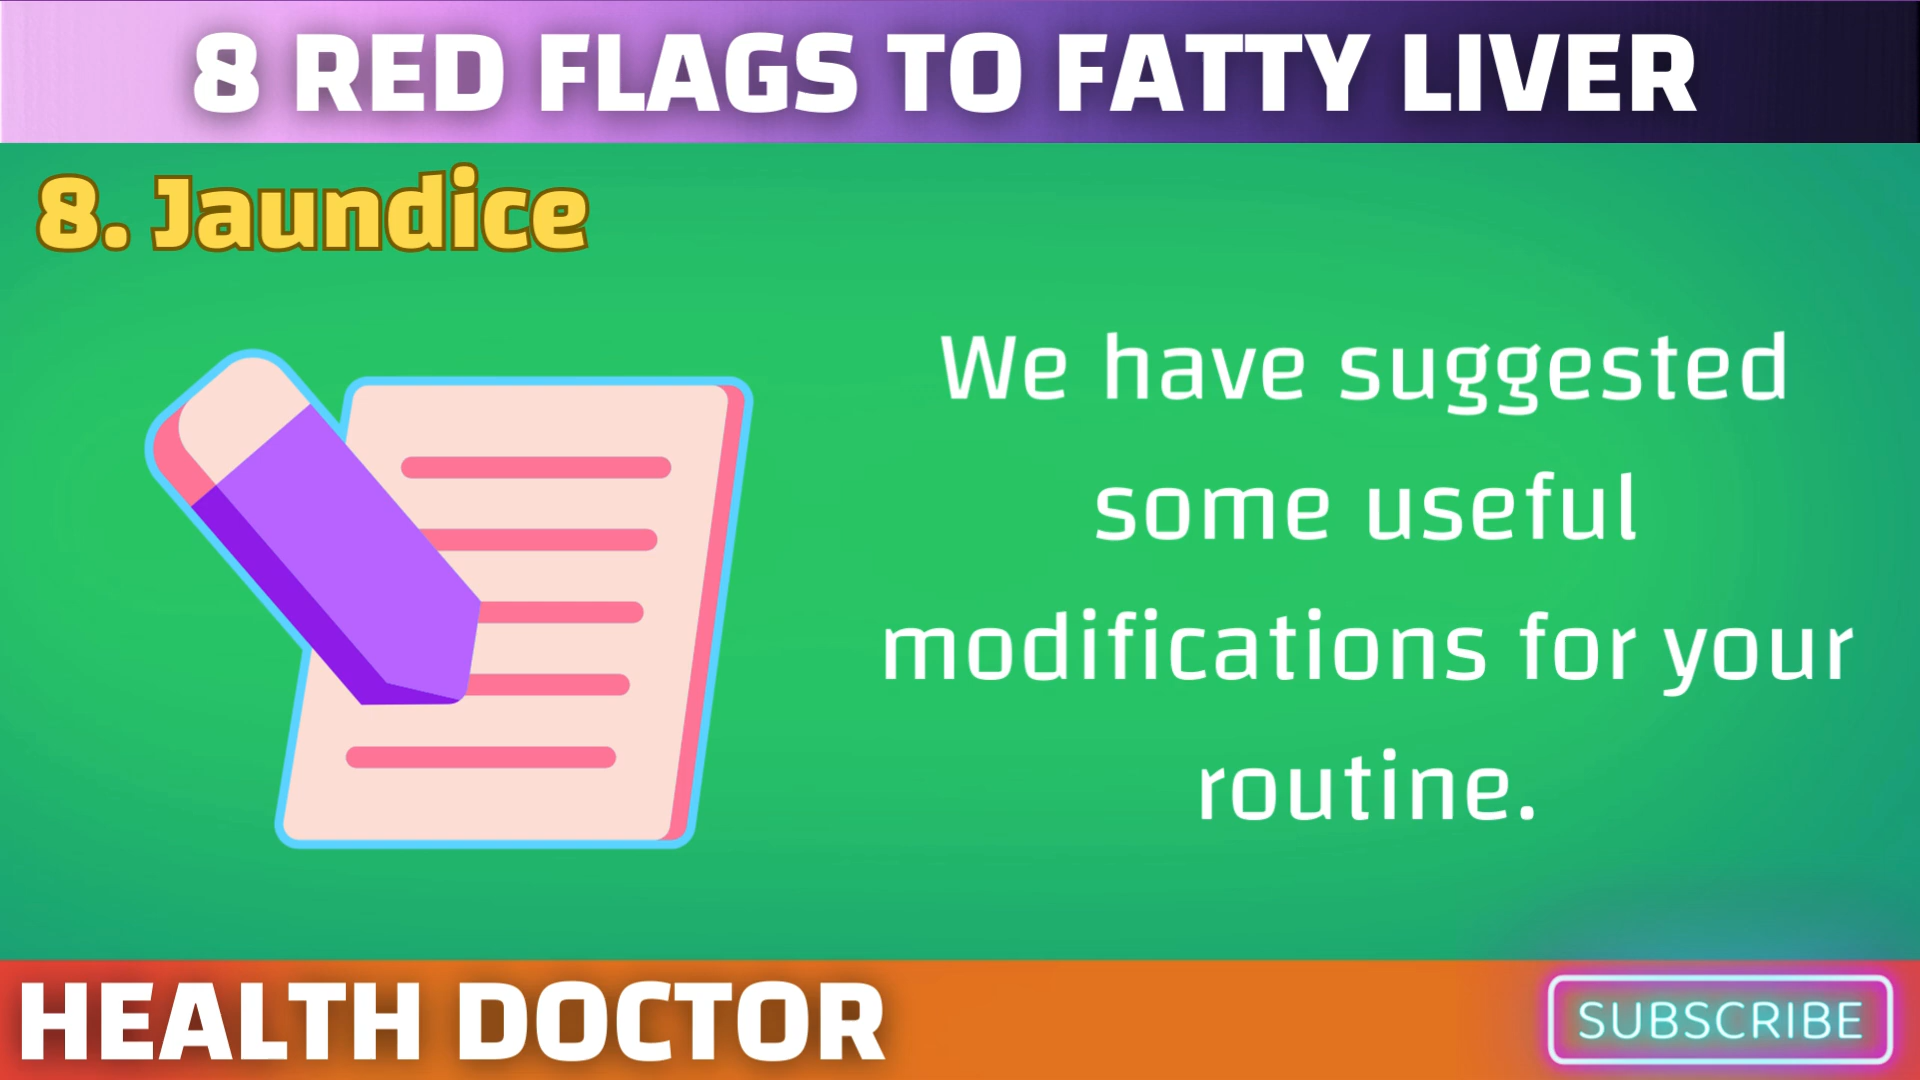 8 RED FLAGS TO FATTY LIVER
8. Jaundice
We have suggested
some useful
modifications for your
routine.
HEALTH DOCTOR
SUBSCRIBE